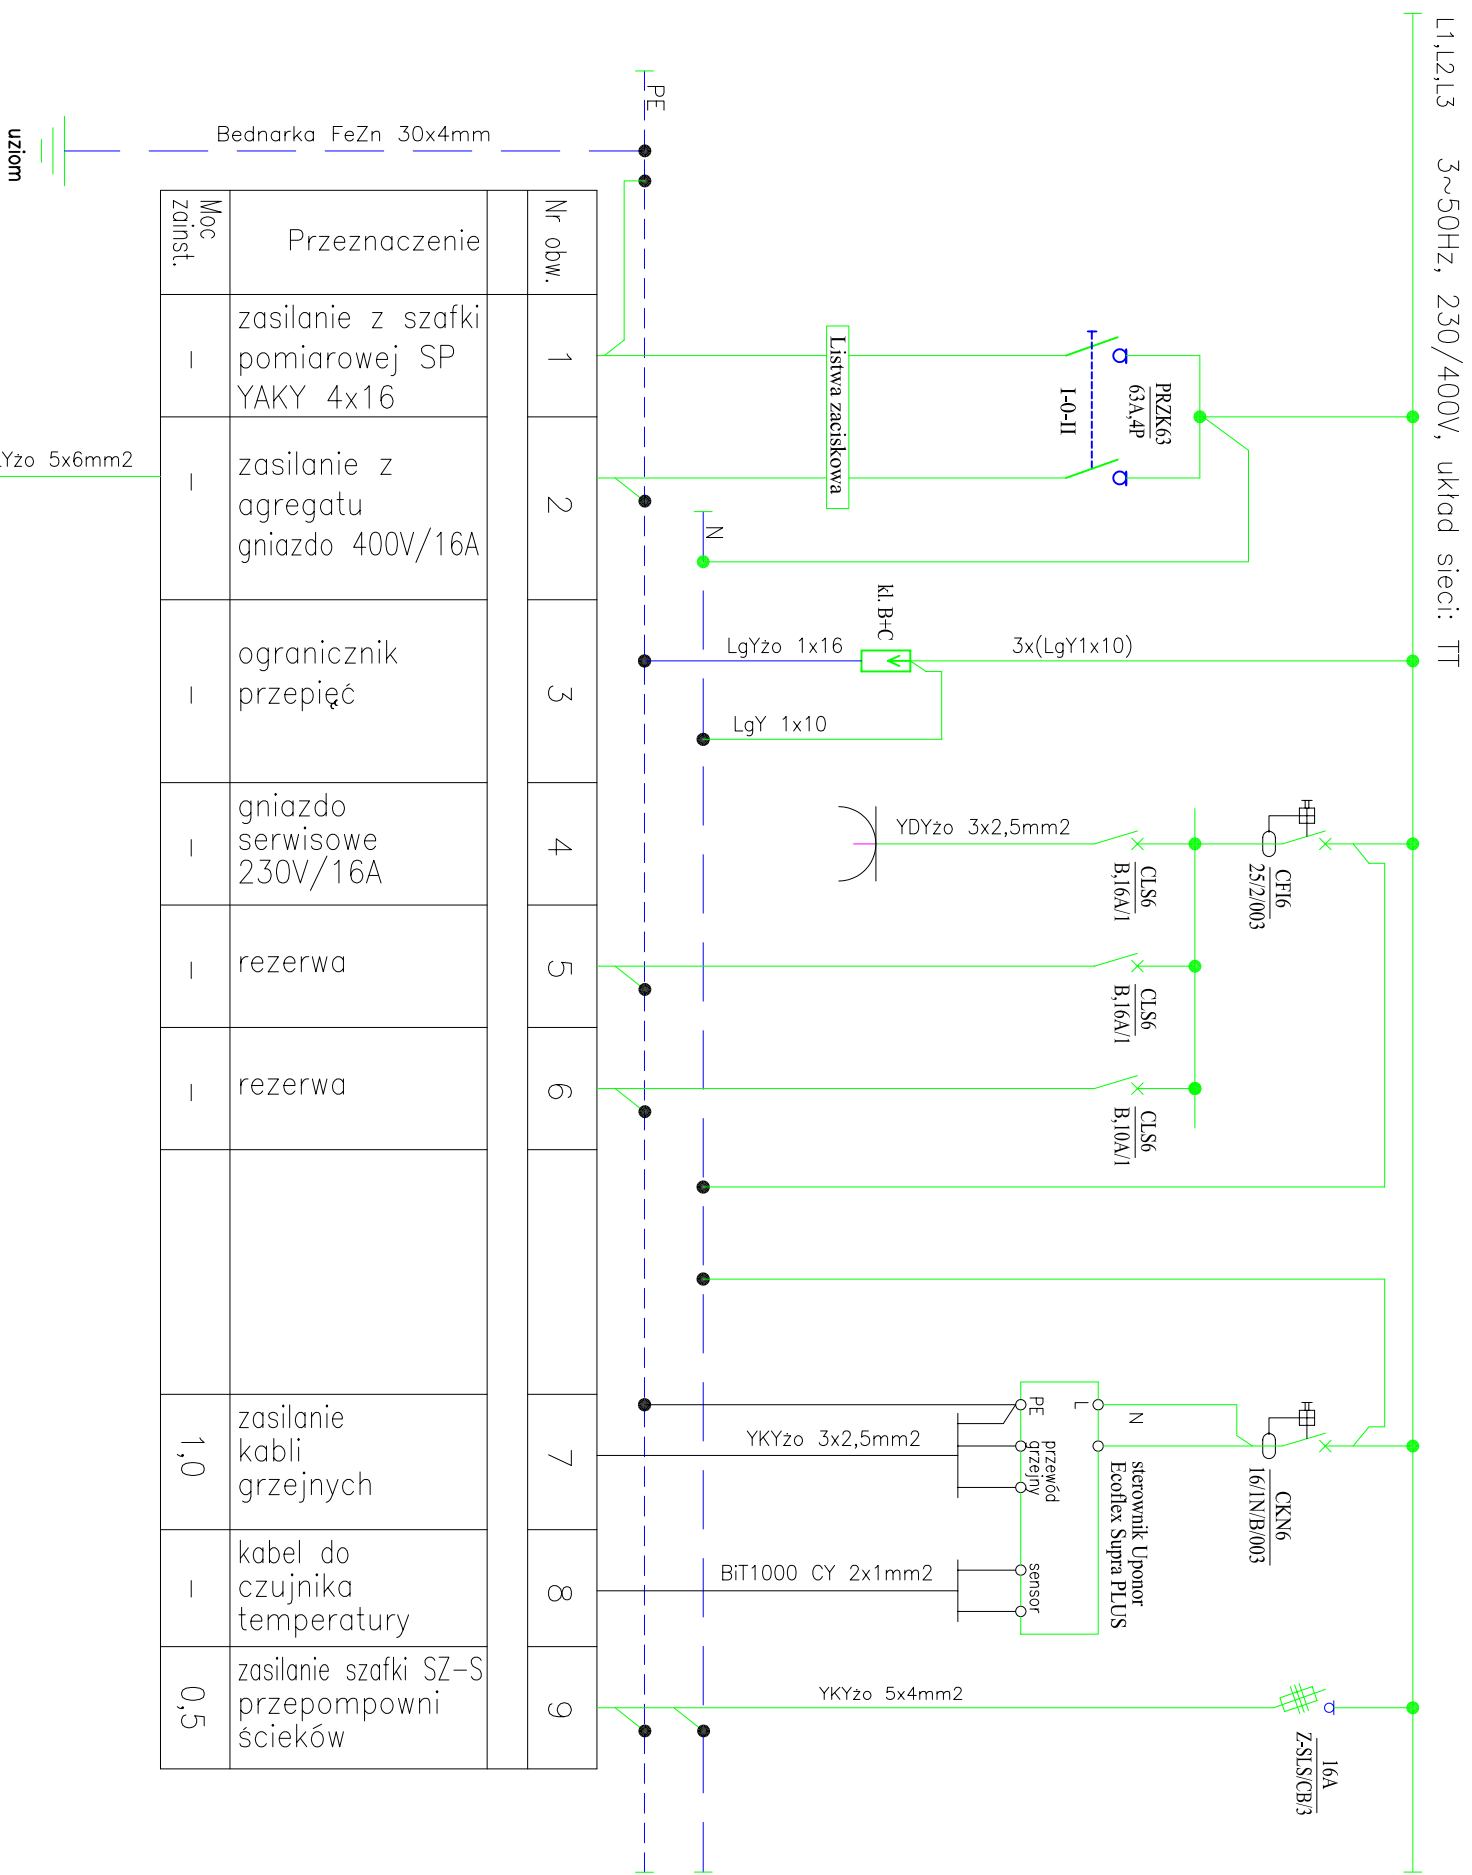 L1,L2,L3 3~50Hz, 230/400V, układ sieci: TT
PRZK63
63A,4P
I-0-II
Listwa zaciskowa
kl. B+C
3x(LgY1x10)
LgYżo 1x16
LgY 1x10
CFI6
25/2/003
CLS6
B,16A/1
CLS6
B,16A/1
CLS6
B,10A/1
YDYżo 3x2,5mm2
CKN6
16/1N/B/003
N
L
PE
przewód
grzejny
sensor
sterownik Uponor
Ecoflex Supra PLUS
YKYżo 3x2,5mm2
BiT1000 CY 2x1mm2
16A
Z-SLS/CB/3
YKYżo 5x4mm2
N
PE
Bednarka FeZn 30x4mm
uziom
Nr obw.
1
2
3
4
5
6
7
8
9
Przeznaczenie
zasilanie z szafki
pomiarowej SP
YAKY 4x16
zasilanie z
agregatu
gniazdo 400V/16A
ogranicznik
przepięć
gniazdo
serwisowe
230V/16A
rezerwa
rezerwa
zasilanie
kabli
grzejnych
kabel do
czujnika
temperatury
zasilanie szafki SZ-S
przepompowni
ścieków
Moc
zainst.
–
–
–
–
–
–
1,0
–
0,5
Yżo 5x6mm2